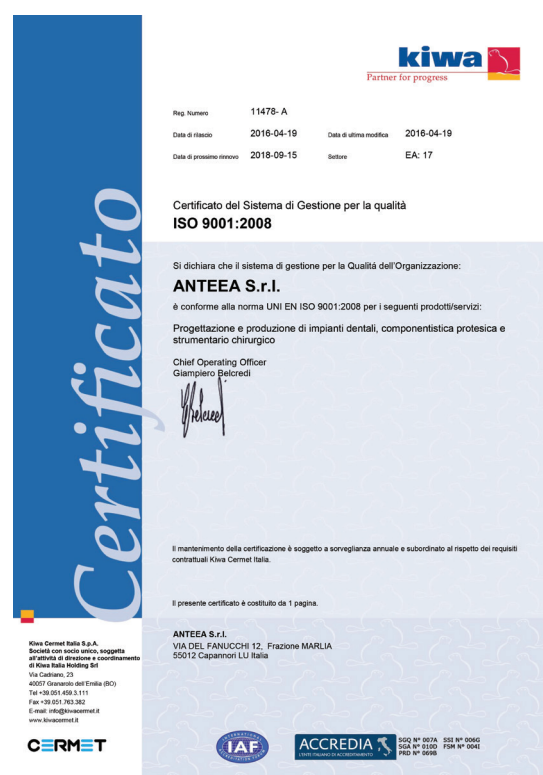 kiwa
Partner for progress
Reg. Numero 11478- A
Data di rilascio 2016-04-19 Data di ultima modifica 2016-04-19
Data di prossimo rinnovo 2018-09-15 Settore EA: 17
Certificato
Certificato del Sistema di Gestione per la qualità
ISO 9001:2008
Si dichiara che il sistema di gestione per la Qualitá dell'Organizzazione:
ANTEEA S.r.l.
è conforme alla norma UNI EN ISO 9001:2008 per i seguenti prodotti/servizi:
Progettazione e produzione di impianti dentali, componentistica protesica e
strumentario chirurgico
Chief Operating Officer
Giampiero Belcredi
Il mantenimento della certificazione è soggetto a sorveglianza annuale e subordinato al rispetto dei requisiti
contrattuali Kiwa Cermet Italia.
Il presente certificato è costituito da 1 pagina.
ANTEEA S.r.l.
VIA DEL FANUCCHI 12, Frazione MARLIA
55012 Capannori LU Italia
Kiwa Cermet Italia S.p.A.
Società con socio unico, soggetta
all'attività di direzione e coordinamento
di Kiwa Italia Holding Srl
Via Cadriano, 23
40057 Granarolo dell'Emilia (BO)
Tel +39.051.459.3.111
Fax +39.051.763.382
E-mail: info@kiwacermet.it
www.kiwacermet.it
CERMET
IAF
ACCREDIA
L'ENTE ITALIANO DI ACCREDITAMENTO
SGQ N° 007A SSI N° 006G
SGA N° 010D FSM N° 004I
PRD N° 069B